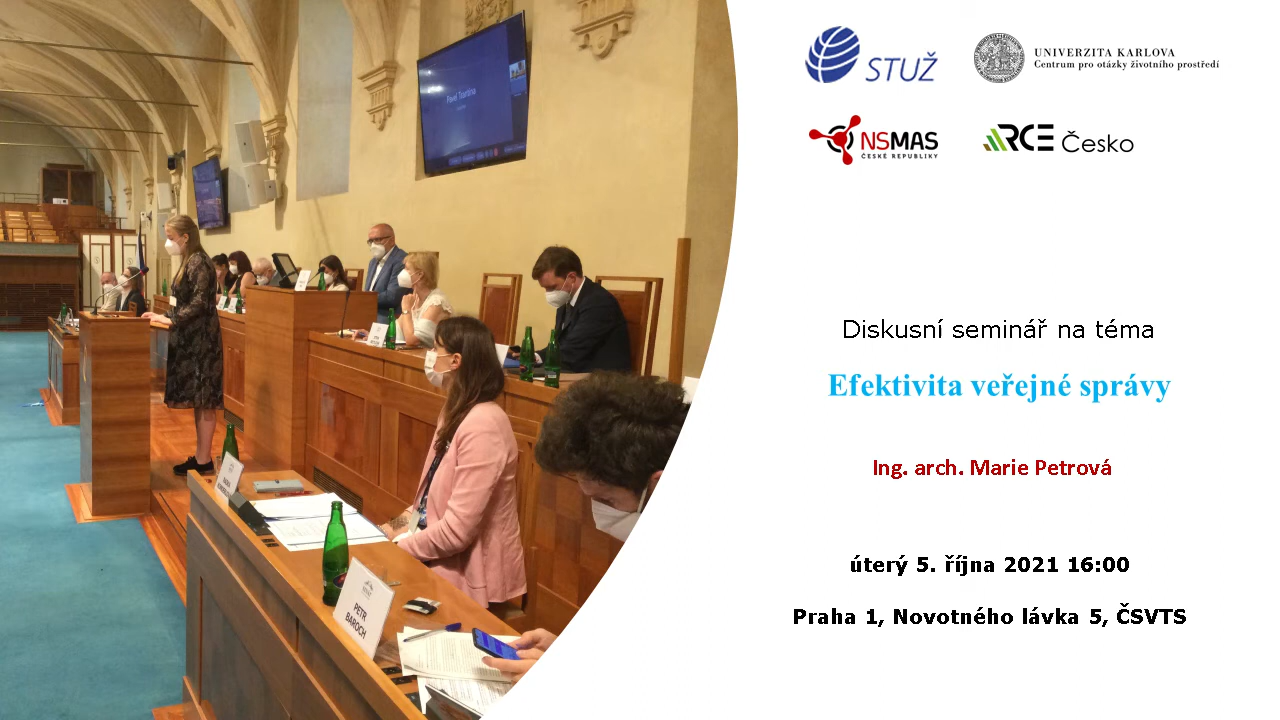 STUŽ
UNIVERZITA KARLOVA
Centrum pro otázky životního prostředí
NSMAS
ČESKÉ REPUBLIKY
ARCE Česko
Diskusní seminář na téma
Efektivita veřejné správy
Ing. arch. Marie Petrová
úterý 5. října 2021 16:00
Praha 1, Novotného lávka 5, ČSVTS
PETR
BAROCH